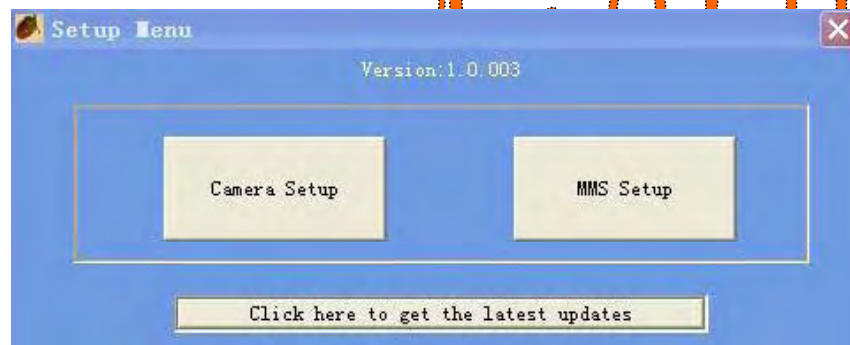 Setup Menu
Version:1.0.003
Camera Setup MMS Setup
Click here to get the latest updates